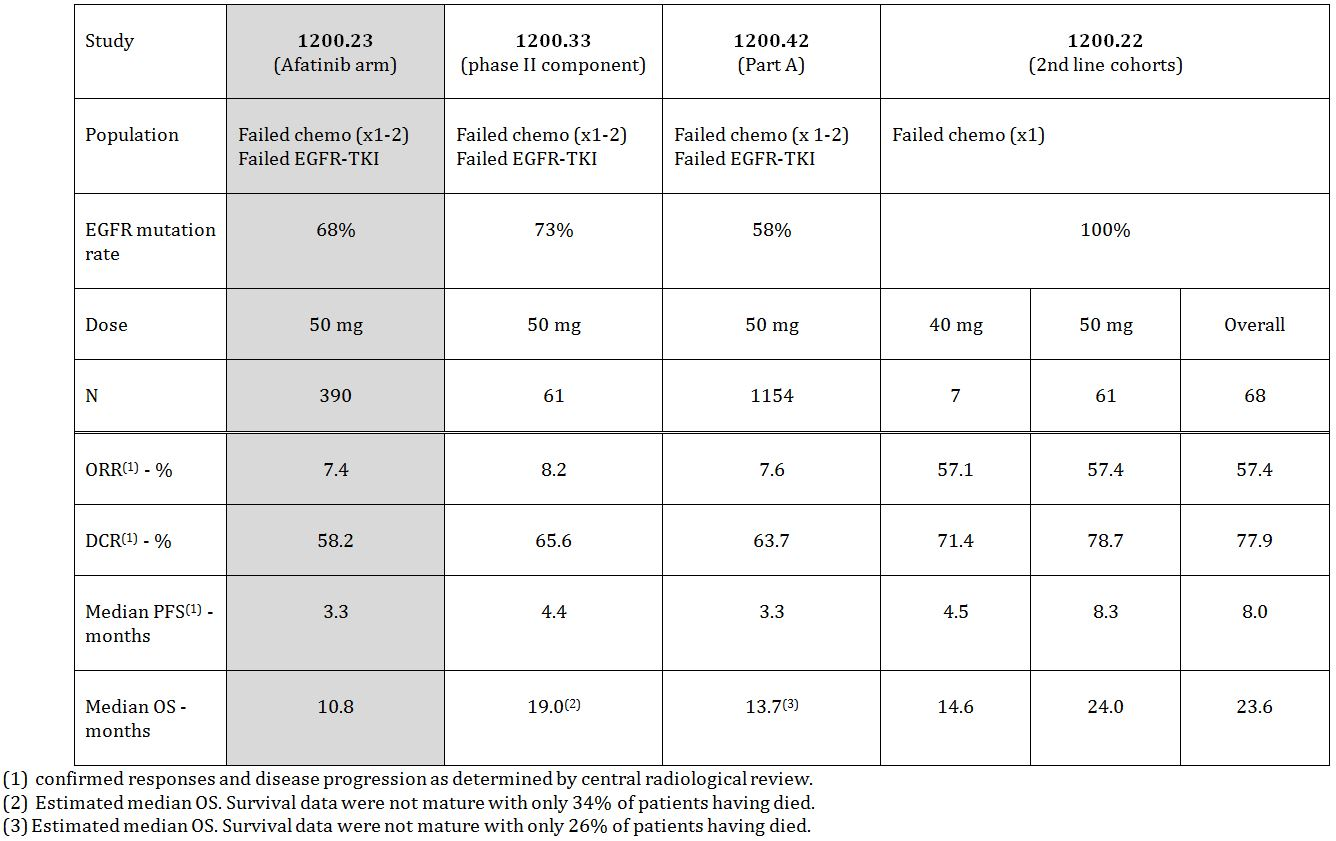 Study
1200.23
(Afatinib arm)
1200.33
(phase II component)
1200.42
(Part A)
1200.22
(2nd line cohorts)
Population
Failed chemo (x1-2)
Failed EGFR-TKI
Failed chemo (x1-2)
Failed EGFR-TKI
Failed chemo (x 1-2)
Failed EGFR-TKI
Failed chemo (x1)
EGFR mutation
rate
68%
73%
58%
100%
Dose
50 mg
50 mg
50 mg
40 mg
50 mg
Overall
N
390
61
1154
7
61
68
ORR(1) - %
7.4
8.2
7.6
57.1
57.4
57.4
DCR(1) - %
58.2
65.6
63.7
71.4
78.7
77.9
Median PFS(1) -
months
3.3
4.4
3.3
4.5
8.3
8.0
Median OS -
months
10.8
19.0(2)
13.7(3)
14.6
24.0
23.6
(1) confirmed responses and disease progression as determined by central radiological review.
(2) Estimated median OS. Survival data were not mature with only 34% of patients having died.
(3) Estimated median OS. Survival data were not mature with only 26% of patients having died.